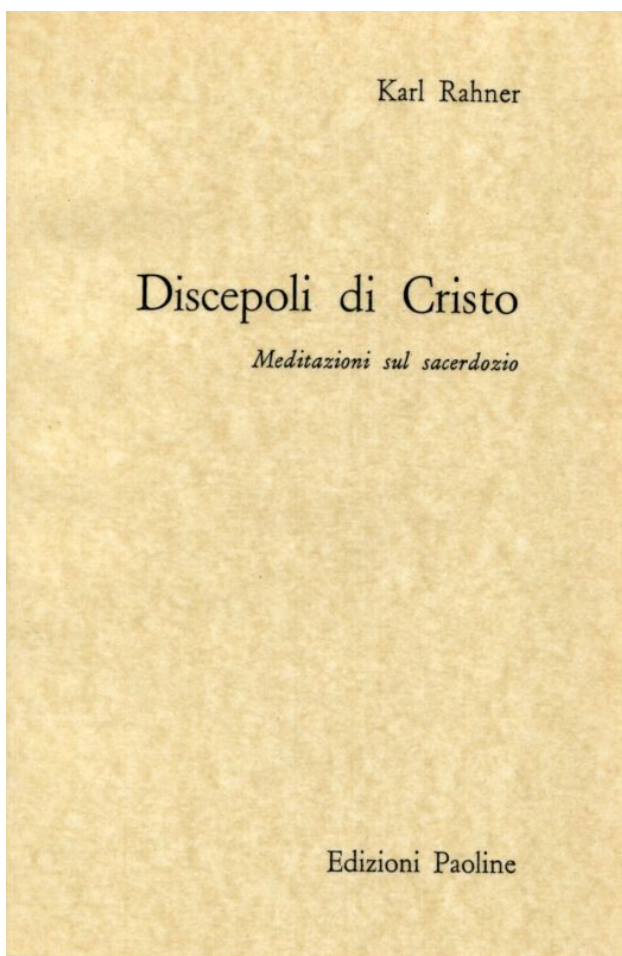 Karl Rahner
Discepoli di Cristo
Meditazioni sul sacerdozio
Edizioni Paoline